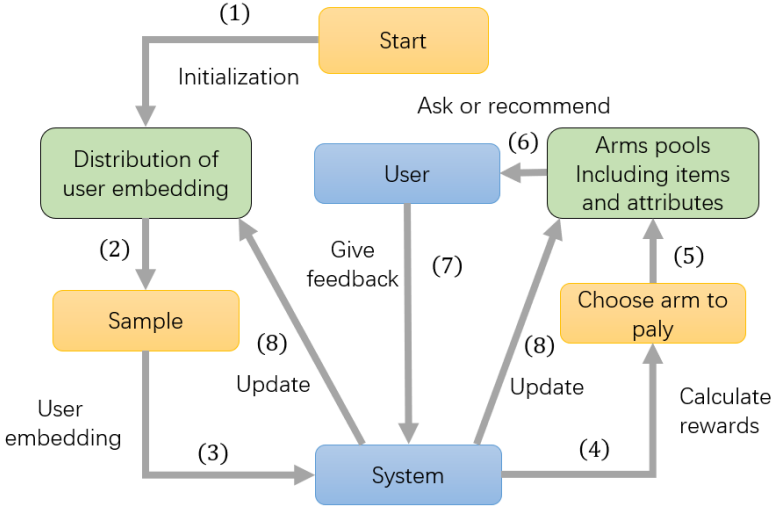 (1)
Start
Initialization
Ask or recommend
Distribution of
user embedding
User
(6)
Arms pools
Including items
and attributes
(2)
Give
feedback
(7)
(5)
Sample
Choose arm to
paly
(8)
Update
(8)
Update
User
embedding
Calculate
rewards
(3)
System
(4)